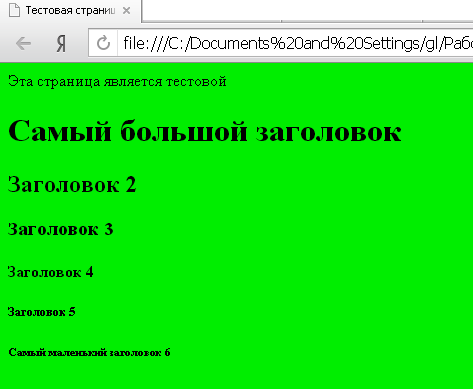 Тестовая страниц
Я
file:///C:/Documents%20and%20Settings/gl/Рабо
Эта страница является тестовой
Самый большой заголовок
Заголовок 2
Заголовок 3
Заголовок 4
Заголовок 5
Самый маленький заголовок 6